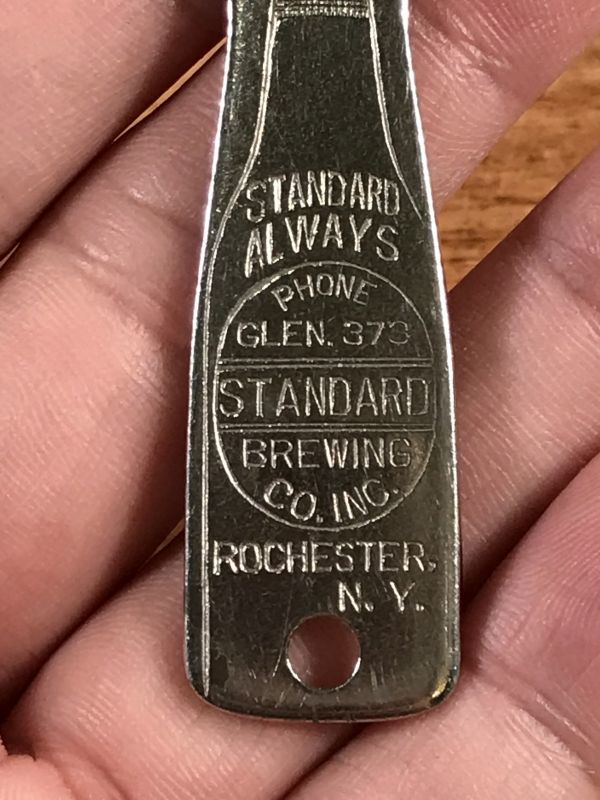 STANDARD
ALWAYS
PHONE
GLEN. 373
STANDARD
BREWING
CO. INC.
ROCHESTER,
N. Y.